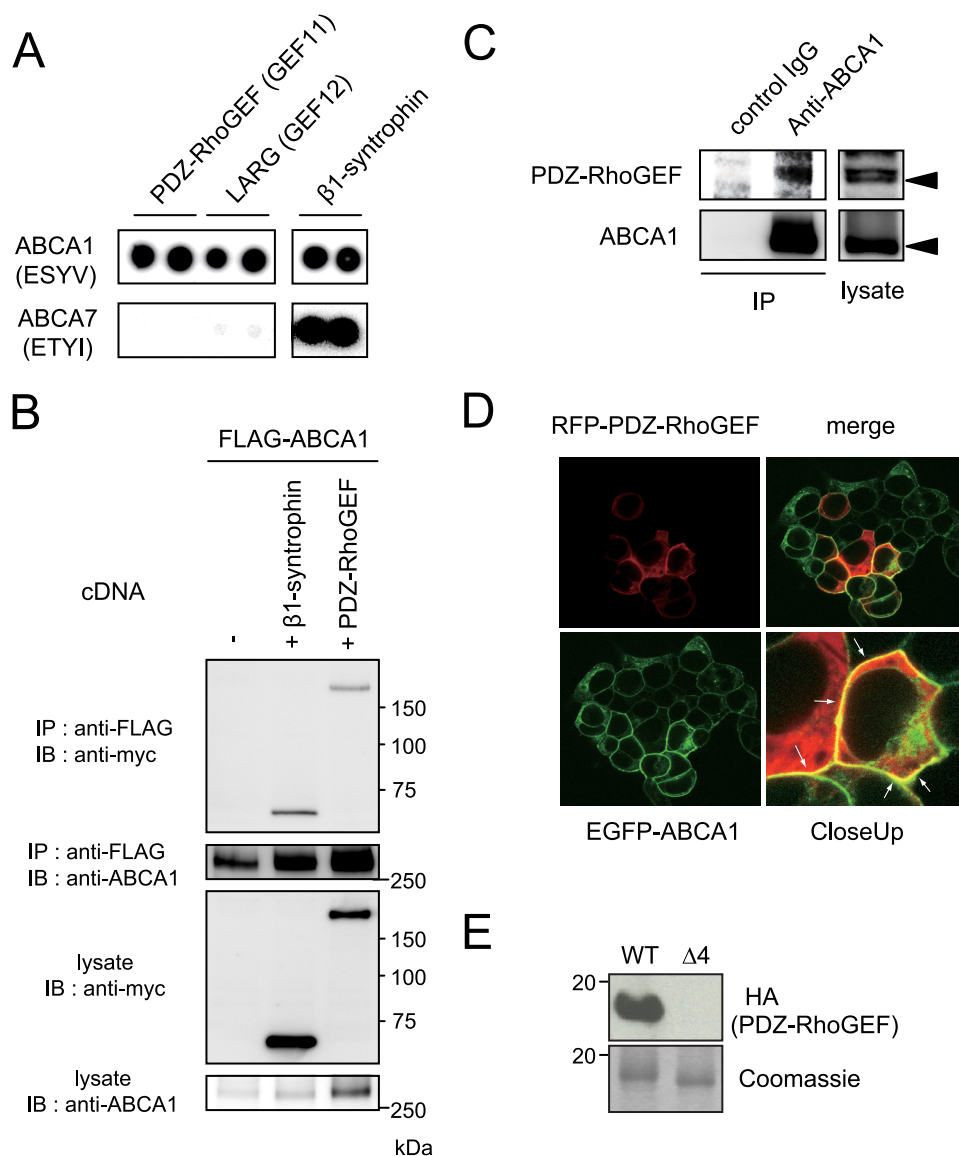 A
PDZ-RhoGEF (GEF11)
LARG (GEF12)
β1-syntrophin
ABCA1
(ESYV)
ABCA7
(ETYI)
B
FLAG-ABCA1
cDNA
-
+ β1-syntrophin
+ PDZ-RhoGEF
IP : anti-FLAG
IB : anti-myc
150
100
75
IP : anti-FLAG
IB : anti-ABCA1
250
lysate
IB : anti-myc
150
100
75
lysate
IB : anti-ABCA1
250
kDa
C
control IgG
Anti-ABCA1
PDZ-RhoGEF
ABCA1
IP
lysate
D
RFP-PDZ-RhoGEF
merge
EGFP-ABCA1
CloseUp
E
WT
Δ4
20
HA
(PDZ-RhoGEF)
20
Coomassie